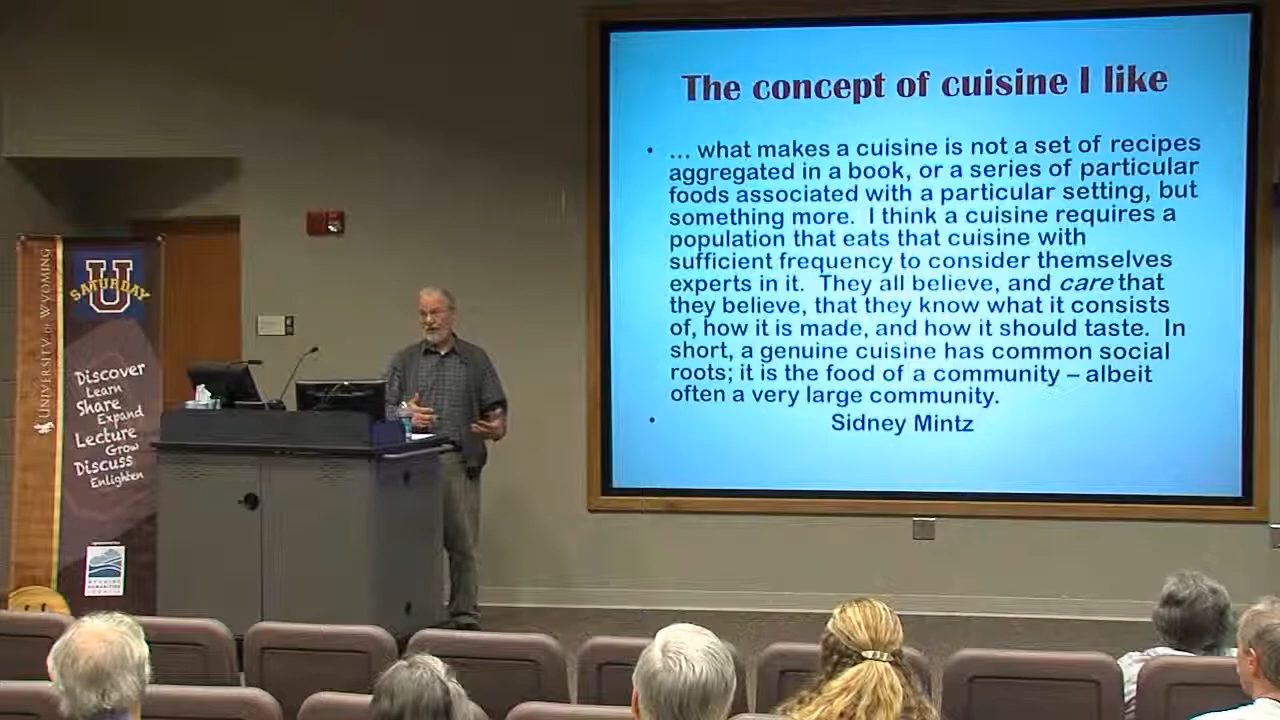 The concept of cuisine I like
• ... what makes a cuisine is not a set of recipes
aggregated in a book, or a series of particular
foods associated with a particular setting, but
something more. I think a cuisine requires a
population that eats that cuisine with
sufficient frequency to consider themselves
experts in it. They all believe, and care that
they believe, that they know what it consists
of, how it is made, and how it should taste. In
short, a genuine cuisine has common social
roots; it is the food of a community – albeit
often a very large community.
• Sidney Mintz
UNIVERSITY OF WYOMING
U
SATURDAY
Discover
Learn
Share
Expand
Lecture
Grow
Discuss
Enlighten